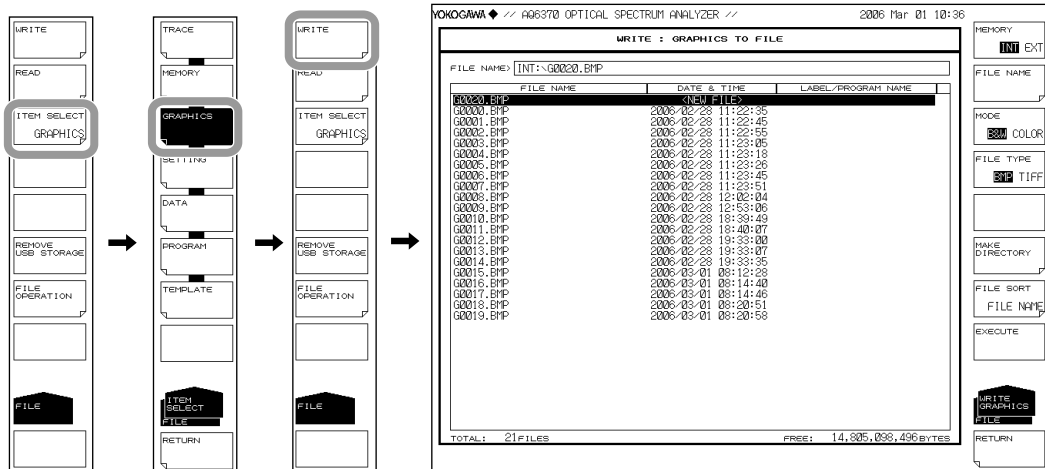 WRITE
READ
ITEM SELECT
GRAPHICS
REMOVE
USB STORAGE
FILE
OPERATION
FILE
TRACE
MEMORY
GRAPHICS
SETTING
DATA
PROGRAM
TEMPLATE
ITEM
SELECT
FILE
RETURN
WRITE
READ
ITEM SELECT
GRAPHICS
REMOVE
USB STORAGE
FILE
OPERATION
FILE
YOKOGAWA // AQ6370 OPTICAL SPECTRUM ANALYZER // 2006 Mar 01 10:36
WRITE : GRAPHICS TO FILE
FILE NAME> INT:\G0020.BMP
FILE NAME DATE & TIME LABEL/PROGRAM NAME
G0020.BMP <NEW FILE>
G0000.BMP 2006/02/28 11:22:35
G0001.BMP 2006/02/28 11:22:45
G0002.BMP 2006/02/28 11:22:55
G0003.BMP 2006/02/28 11:23:05
G0004.BMP 2006/02/28 11:23:18
G0005.BMP 2006/02/28 11:23:26
G0006.BMP 2006/02/28 11:23:45
G0007.BMP 2006/02/28 11:23:51
G0008.BMP 2006/02/28 12:02:04
G0009.BMP 2006/02/28 12:53:06
G0010.BMP 2006/02/28 18:39:49
G0011.BMP 2006/02/28 18:40:07
G0012.BMP 2006/02/28 19:33:00
G0013.BMP 2006/02/28 19:33:07
G0014.BMP 2006/02/28 19:33:35
G0015.BMP 2006/03/01 08:12:28
G0016.BMP 2006/03/01 08:14:40
G0017.BMP 2006/03/01 08:14:46
G0018.BMP 2006/03/01 08:20:51
G0019.BMP 2006/03/01 08:20:58
TOTAL: 21FILES FREE: 14,805,098,496BYTES
MEMORY
INT EXT
FILE NAME
MODE
B&W COLOR
FILE TYPE
BMP TIFF
MAKE
DIRECTORY
FILE SORT
FILE NAME
EXECUTE
WRITE
GRAPHICS
FILE
RETURN